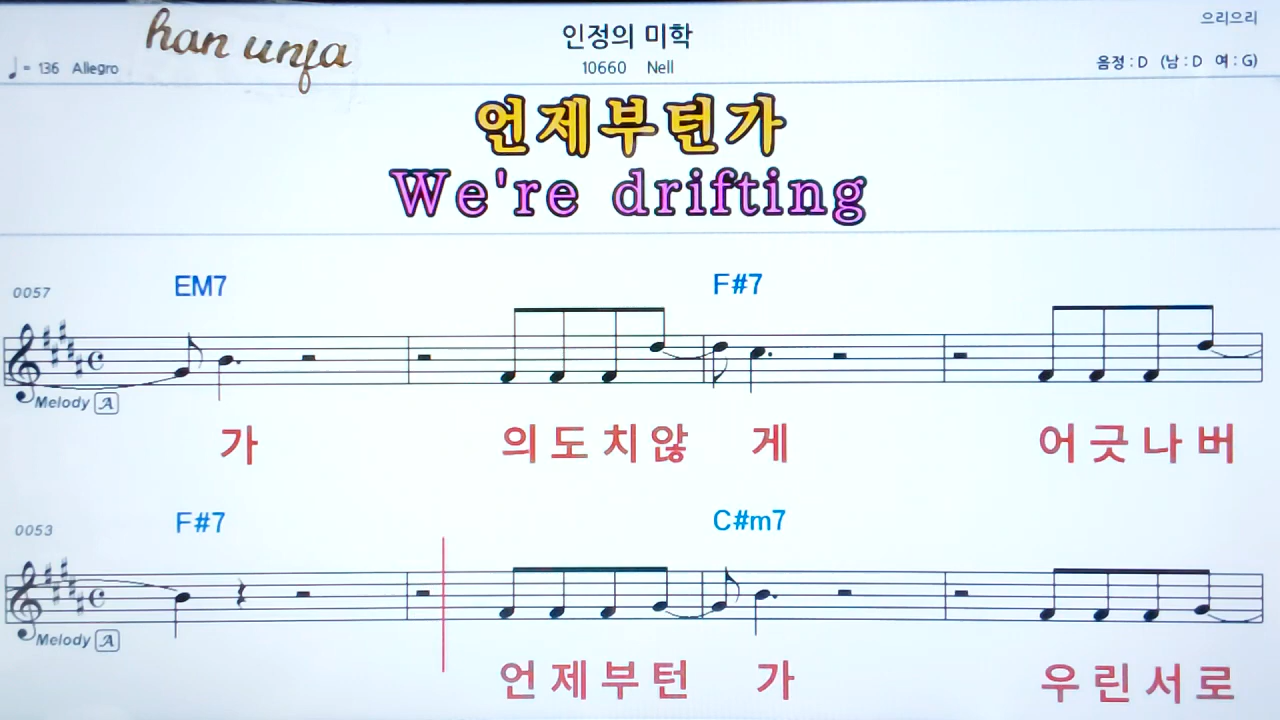 han unfa
인정의 미학
으리으리
♩= 136 Allegro
10660 Nell
음정 : D (남 : D 여 : G)
언제부턴가
We're drifting
0057
EM7
F#7
Melody A
가 의도치않 게 어긋나버
0053
F#7
C#m7
Melody A
언제부턴 가 우린서로